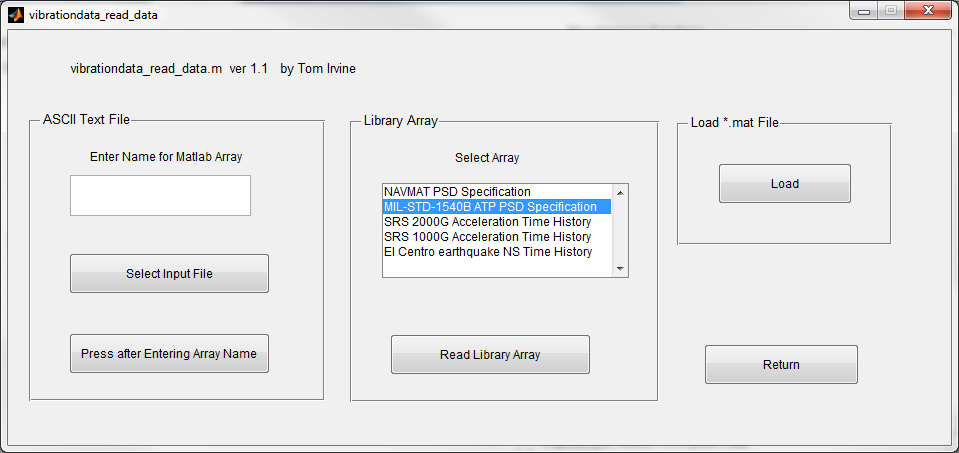 vibrationdata_read_data
vibrationdata_read_data.m ver 1.1 by Tom Irvine
ASCII Text File
Enter Name for Matlab Array
Select Input File
Press after Entering Array Name
Library Array
Select Array
NAVMAT PSD Specification
MIL-STD-1540B ATP PSD Specification
SRS 2000G Acceleration Time History
SRS 1000G Acceleration Time History
El Centro earthquake NS Time History
Read Library Array
Load *.mat File
Load
Return